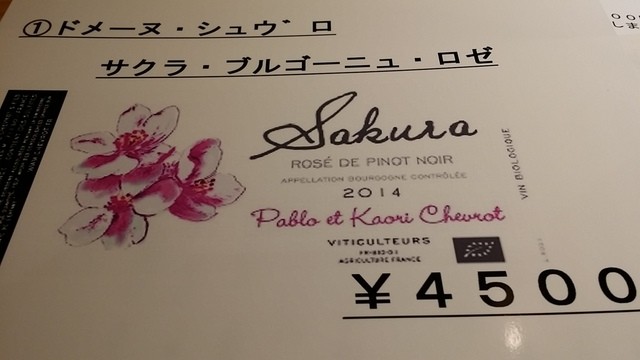 ①ドメーヌ・シュヴロ
サクラ・ブルゴーニュ・ロゼ
Sakura
ROSÉ DE PINOT NOIR
APPELLATION BOURGOGNE CONTRÔLÉE
2014
Pablo et Kaori Chevrot
VITICULTEURS
AGRICULTURE FRANCE
VIN BIOLOGIQUE
¥4500